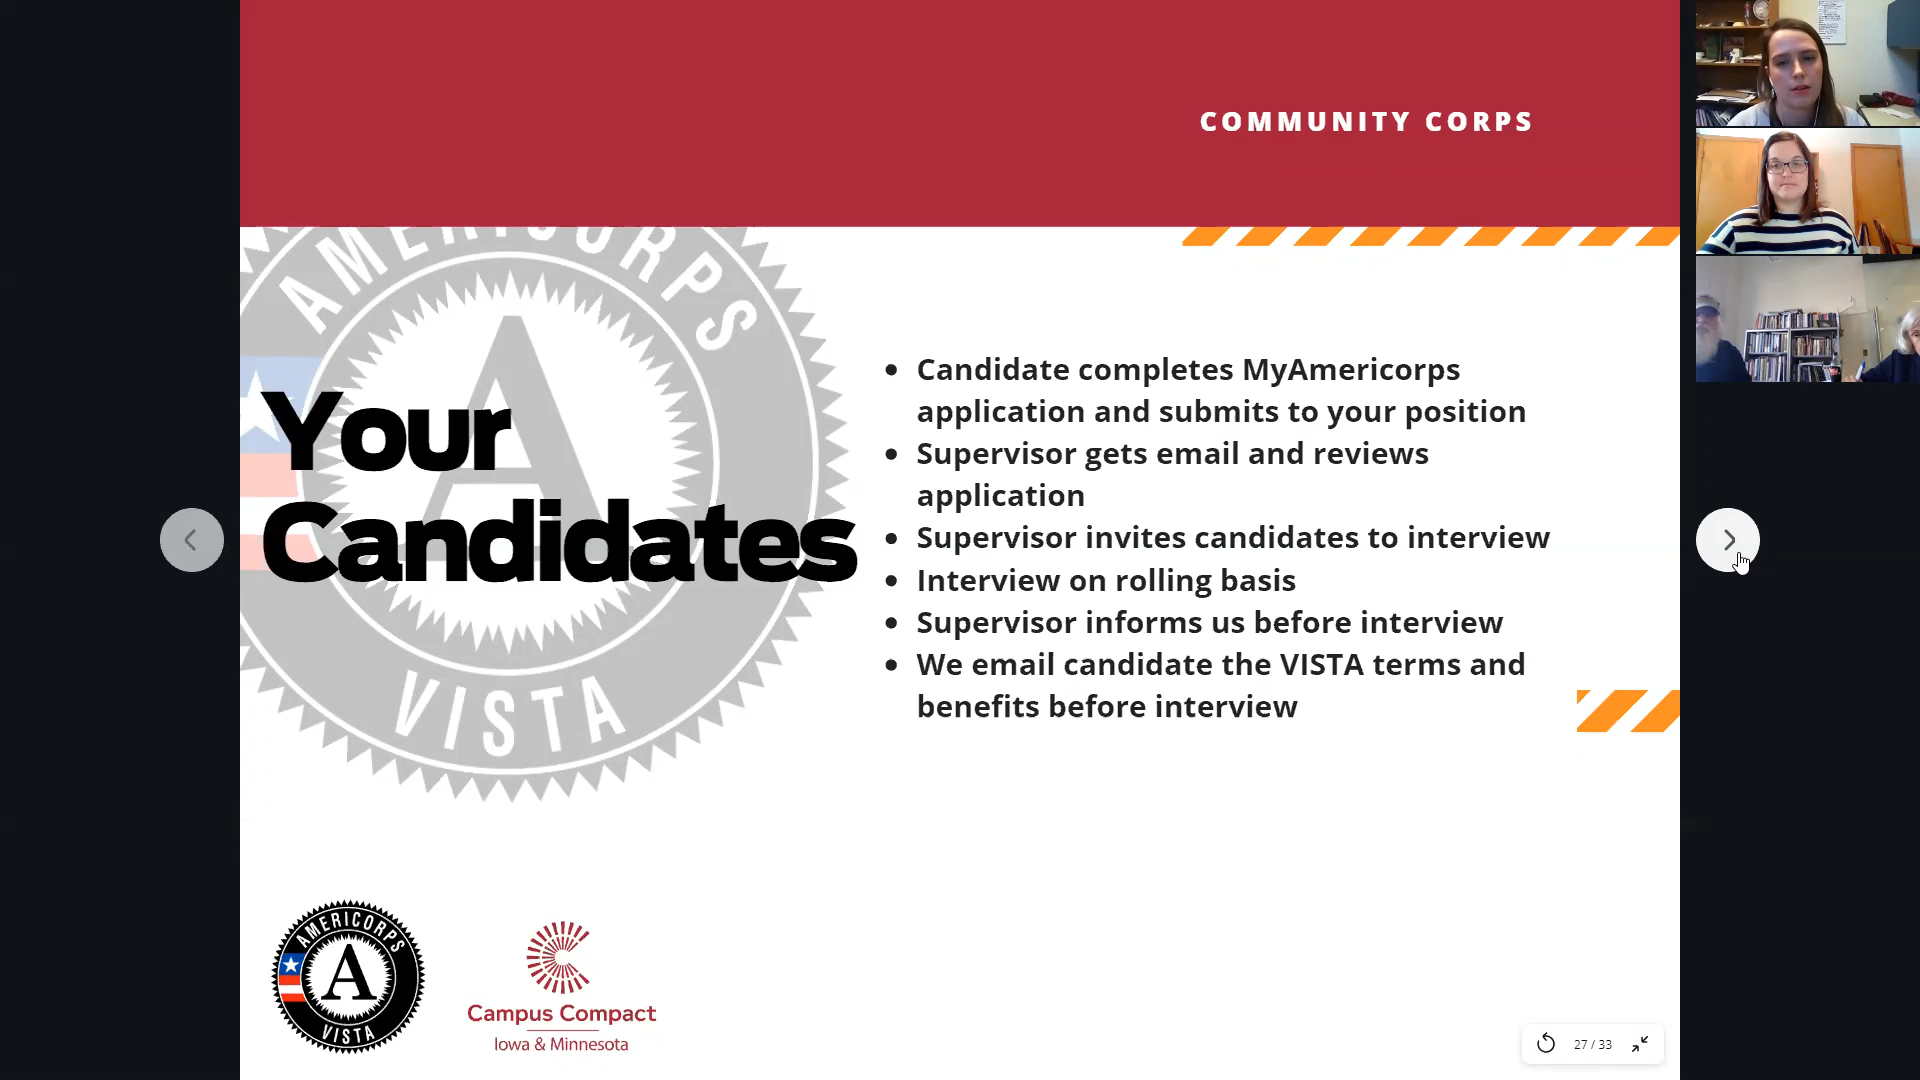 COMMUNITY CORPS
AMERICORPS
VISTA
Your
Candidates
• Candidate completes MyAmericorps
application and submits to your position
• Supervisor gets email and reviews
application
• Supervisor invites candidates to interview
• Interview on rolling basis
• Supervisor informs us before interview
• We email candidate the VISTA terms and
benefits before interview
AMERICORPS
A
VISTA
Campus Compact
Iowa & Minnesota
27 / 33